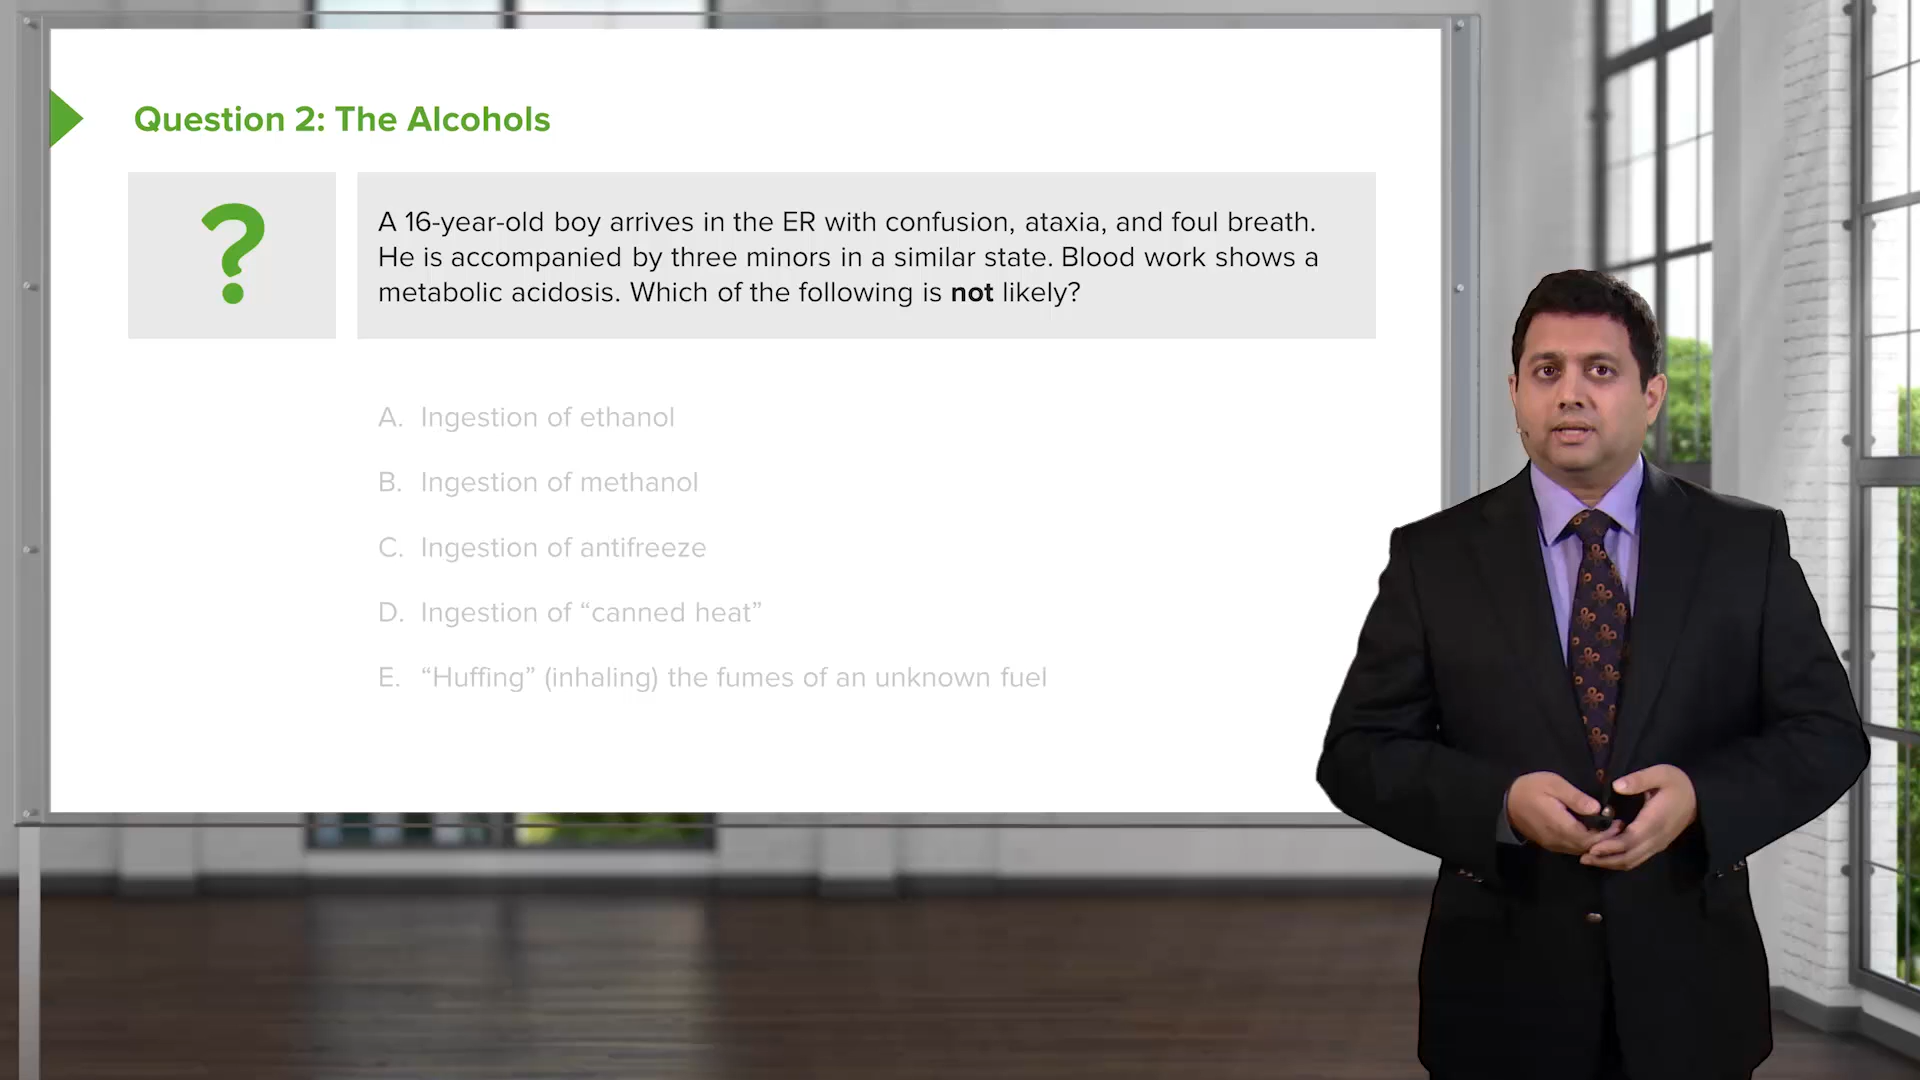 Question 2: The Alcohols
?
A 16-year-old boy arrives in the ER with confusion, ataxia, and foul breath.
He is accompanied by three minors in a similar state. Blood work shows a
metabolic acidosis. Which of the following is not likely?
A. Ingestion of ethanol
B. Ingestion of methanol
C. Ingestion of antifreeze
D. Ingestion of “canned heat”
E. “Huffing” (inhaling) the fumes of an unknown fuel